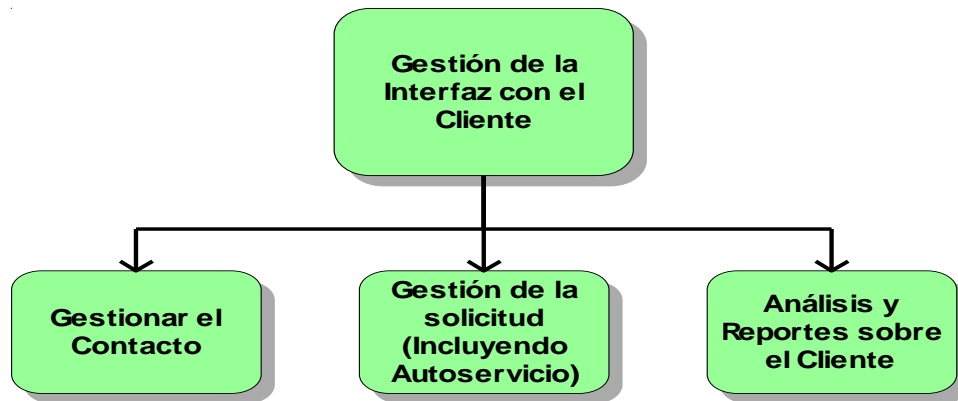 Gestión de la
Interfaz con el
Cliente
Gestionar el
Contacto
Gestión de la
solicitud
(Incluyendo
Autoservicio)
Análisis y
Reportes sobre
el Cliente